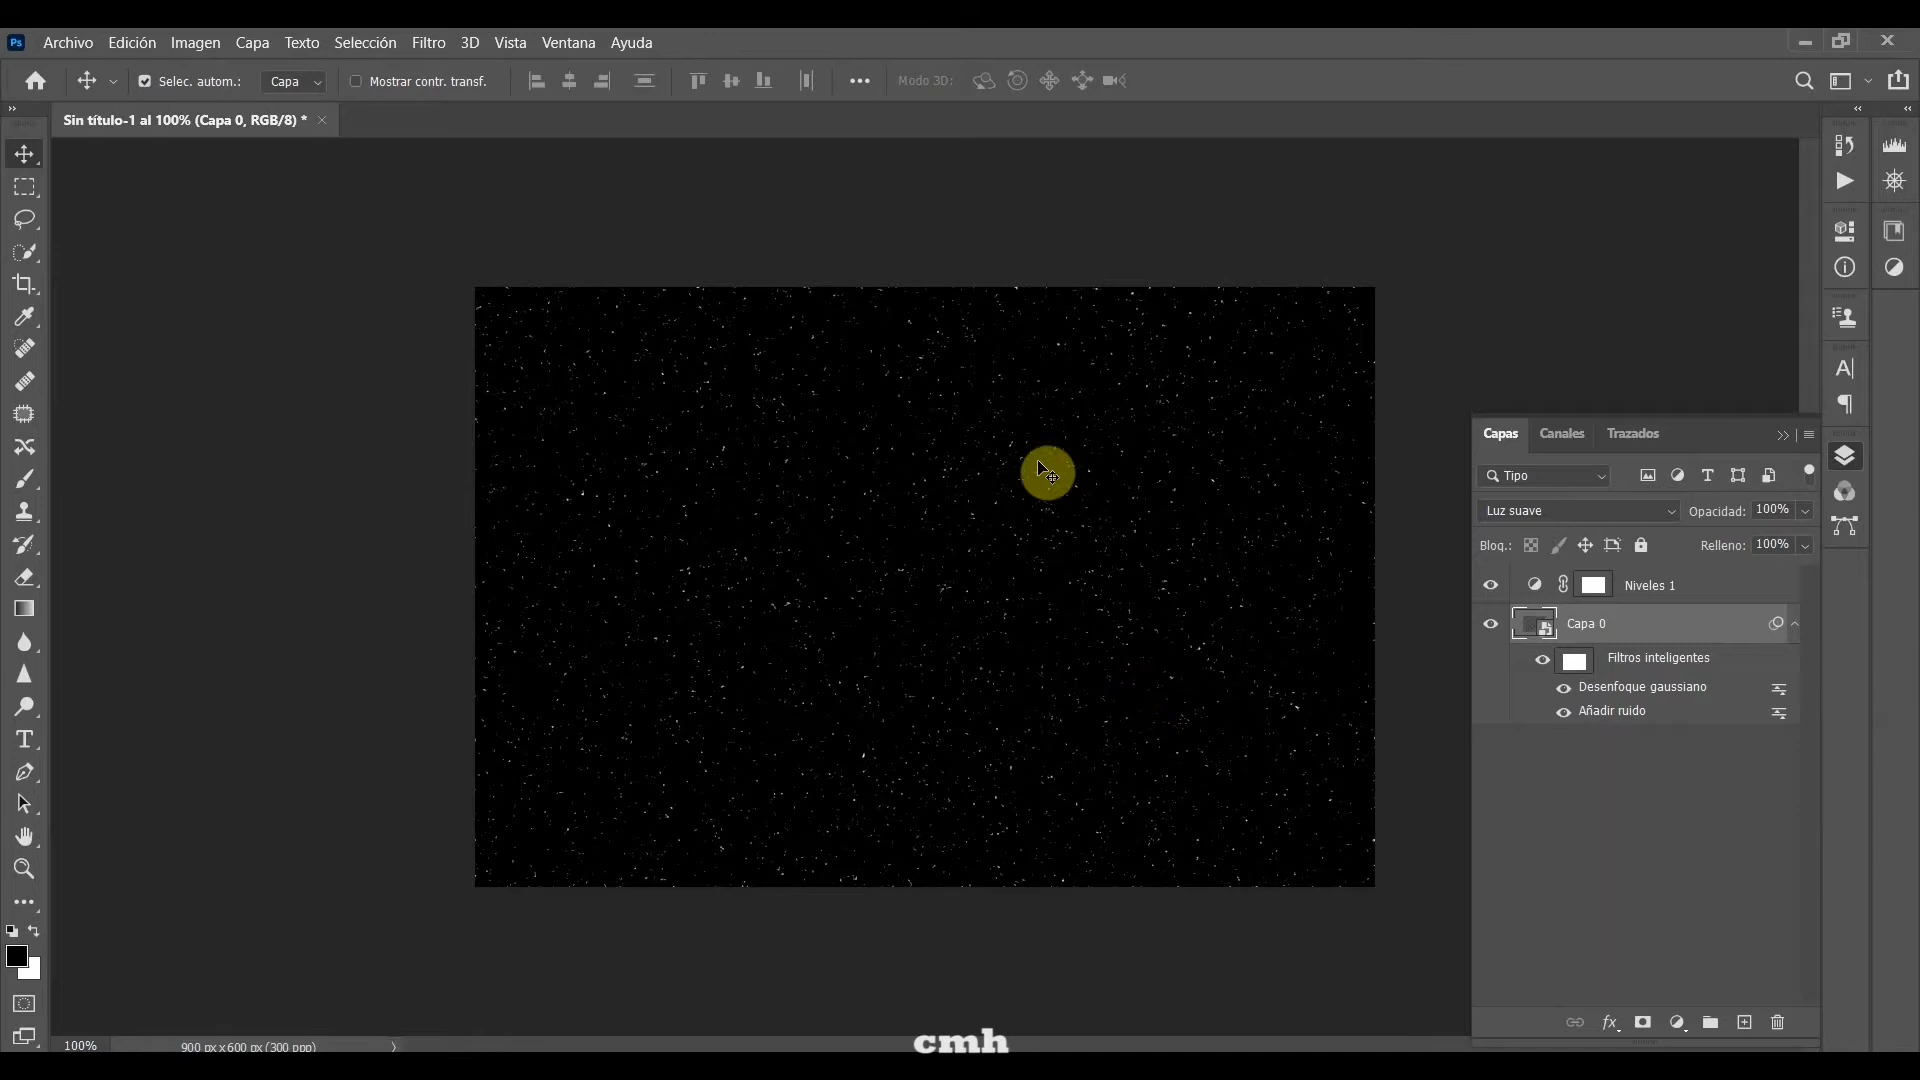 Ps Archivo Edición Imagen Capa Texto Selección Filtro 3D Vista Ventana Ayuda
Selec. autom.: Capa Mostrar contr. transf. Modo 3D:
Sin título-1 al 100% (Capa 0, RGB/8) *
Capas Canales Trazados
Tipo
Luz suave Opacidad: 100%
Bloq.: Relleno: 100%
Niveles 1
Capa 0
Filtros inteligentes
Desenfoque gaussiano
Añadir ruido
fx
cmh
100% 900 px x 600 px (300 ppp)